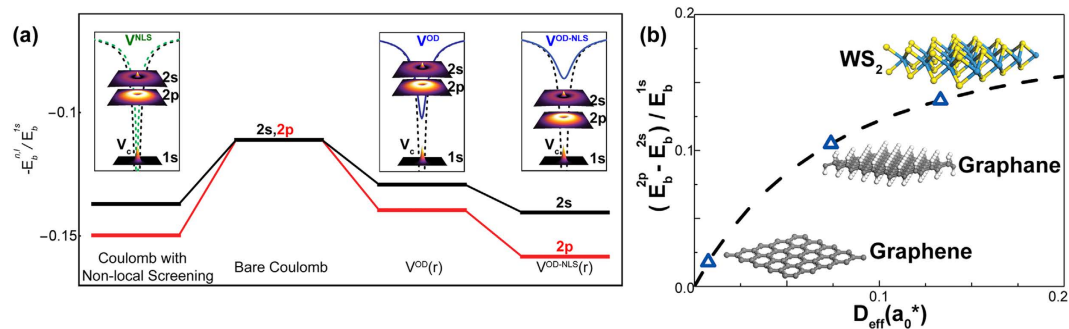 (a)
V^NLS
2s
2p
V_c
1s
V^OD
2s
2p
V_c
1s
V^OD-NLS
2s
2p
V_c
1s
-E_b^n,l / E_b^1s
−0.1
−0.15
2s,2p
2s
2p
Coulomb with
Non-local Screening
Bare Coulomb
V^OD(r)
V^OD-NLS(r)
(b)
( E_b^2p - E_b^2s ) / E_b^1s
0.2
0.1
0.0
WS₂
Graphane
Graphene
0.1
0.2
D_eff(a_0*)